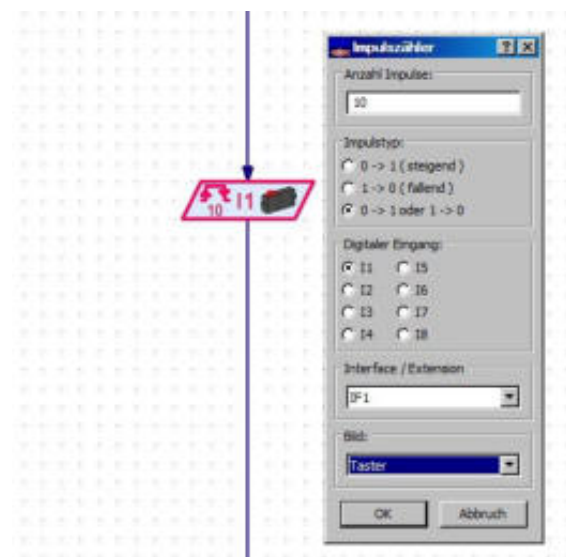 Impulszähler
Anzahl Impulse:
10
Impulstyp:
0 -> 1 ( steigend )
1 -> 0 ( fallend )
0 -> 1 oder 1 -> 0
Digitaler Eingang:
I1 I5
I2 I6
I3 I7
I4 I8
Interface / Extension
IF1
Bild:
Taster
OK Abbruch
10 I1